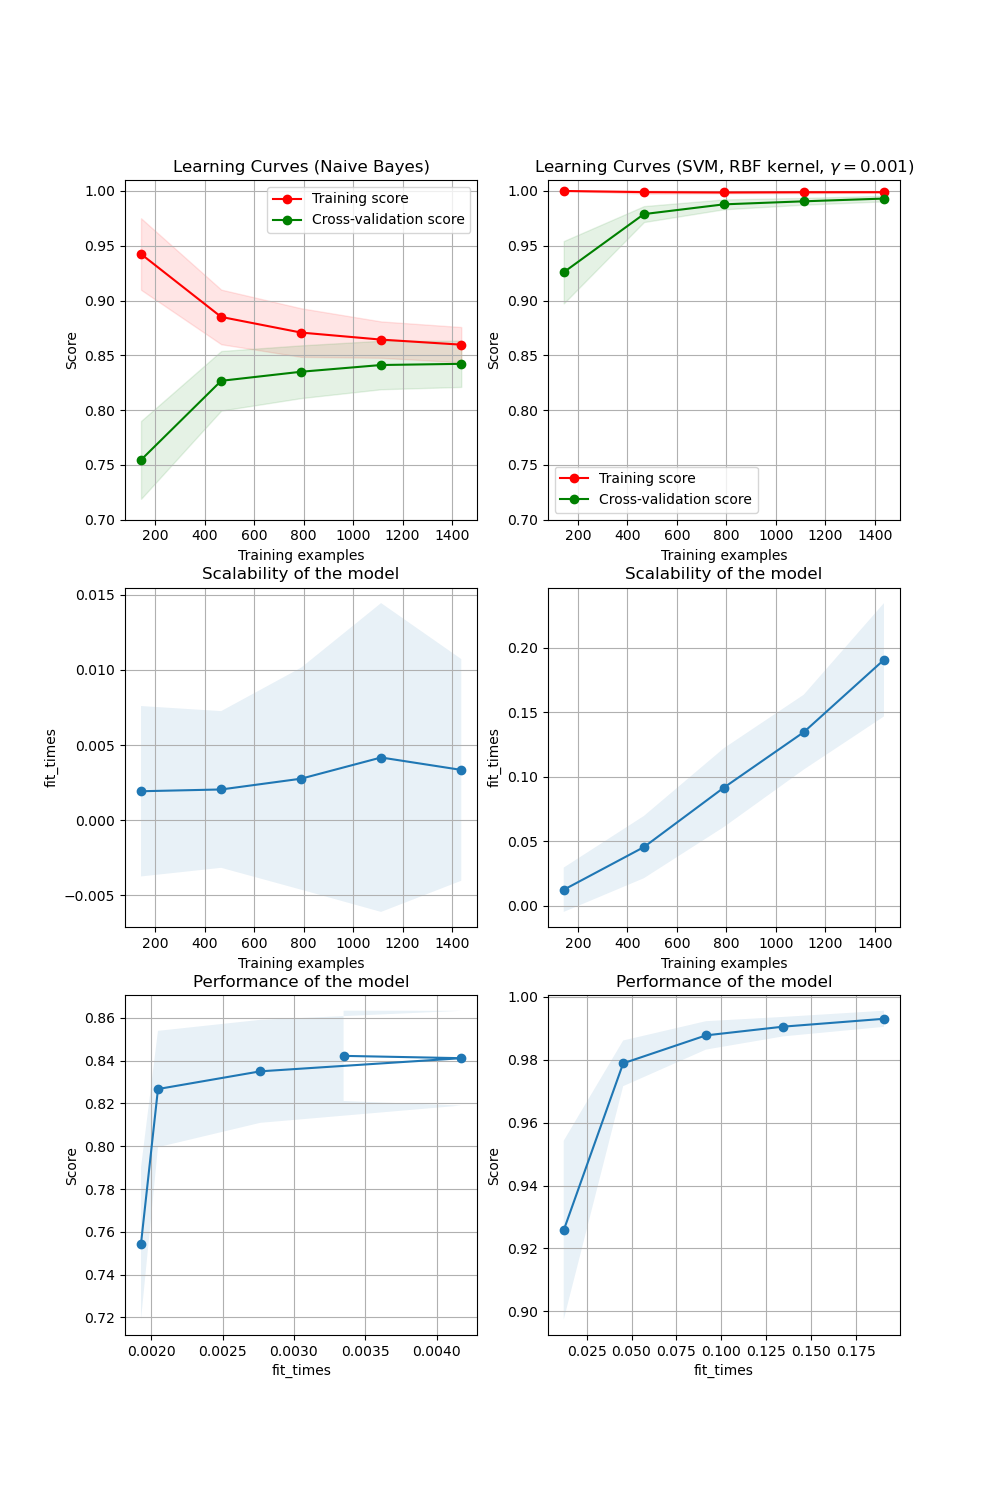 Learning Curves (Naive Bayes)
1.00
0.95
0.90
0.85
0.80
0.75
0.70
Score
Training score
Cross-validation score
200 400 600 800 1000 1200 1400
Training examples
Learning Curves (SVM, RBF kernel, γ = 0.001)
1.00
0.95
0.90
0.85
0.80
0.75
0.70
Score
Training score
Cross-validation score
200 400 600 800 1000 1200 1400
Training examples
Scalability of the model
0.015
0.010
0.005
0.000
−0.005
fit_times
200 400 600 800 1000 1200 1400
Training examples
Scalability of the model
0.20
0.15
0.10
0.05
0.00
fit_times
200 400 600 800 1000 1200 1400
Training examples
Performance of the model
0.86
0.84
0.82
0.80
0.78
0.76
0.74
0.72
Score
0.0020 0.0025 0.0030 0.0035 0.0040
fit_times
Performance of the model
1.00
0.98
0.96
0.94
0.92
0.90
Score
0.025 0.050 0.075 0.100 0.125 0.150 0.175
fit_times